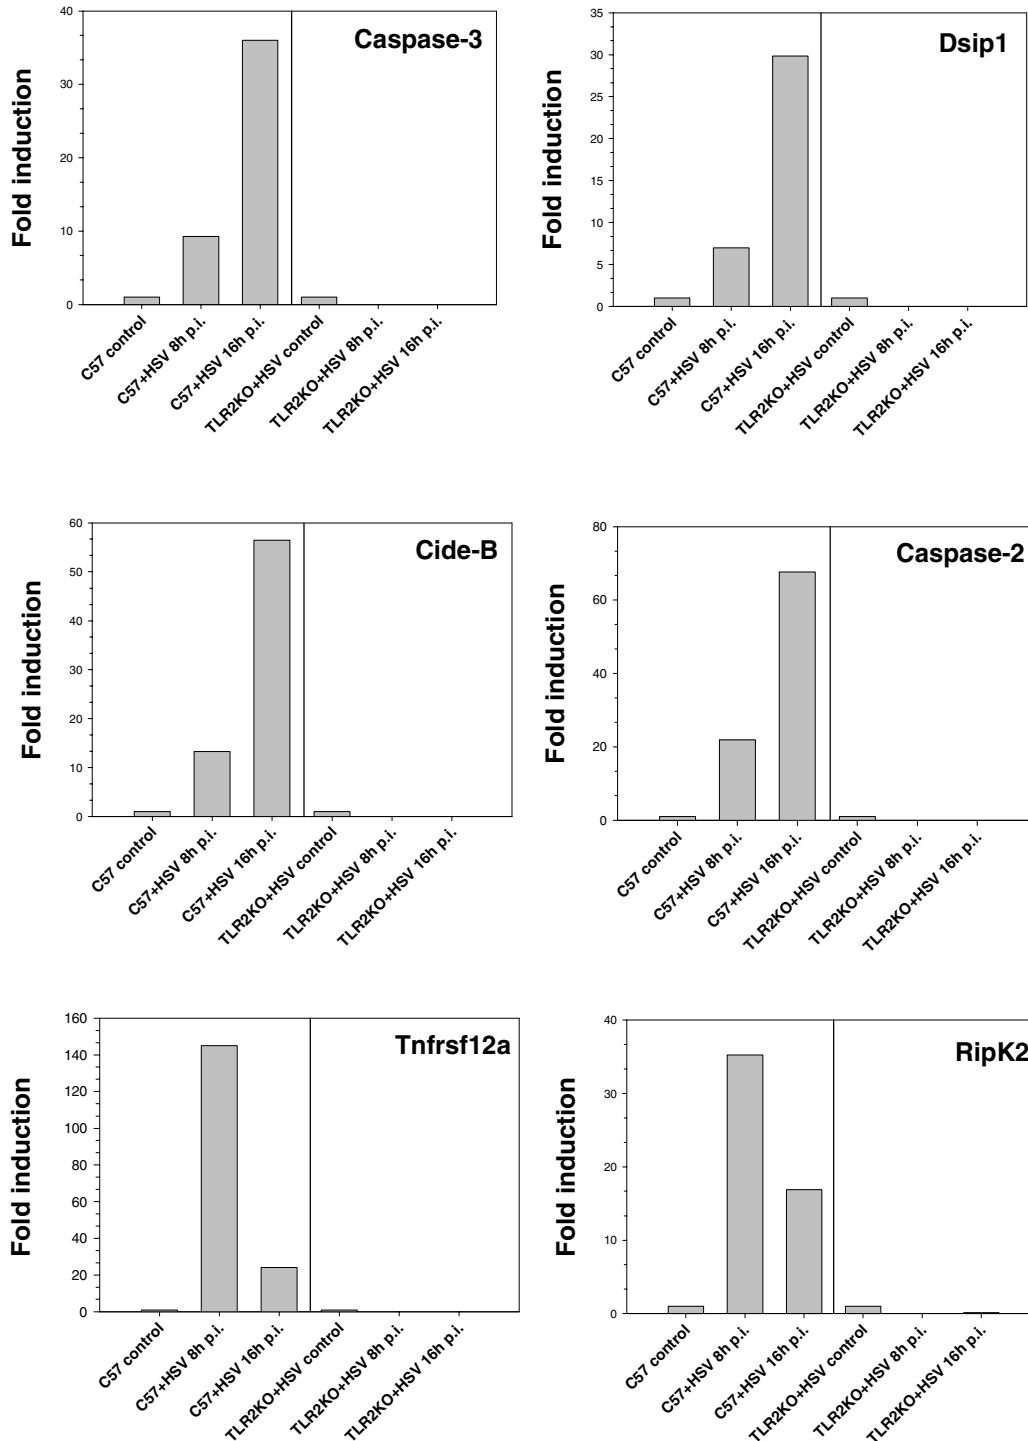 Caspase-3
Fold induction
40
30
20
10
0
C57 control
C57+HSV 8h p.i.
C57+HSV 16h p.i.
TLR2KO+HSV control
TLR2KO+HSV 8h p.i.
TLR2KO+HSV 16h p.i.
Dsip1
Fold induction
35
30
25
20
15
10
5
0
C57 control
C57+HSV 8h p.i.
C57+HSV 16h p.i.
TLR2KO+HSV control
TLR2KO+HSV 8h p.i.
TLR2KO+HSV 16h p.i.
Cide-B
Fold induction
60
50
40
30
20
10
0
C57 control
C57+HSV 8h p.i.
C57+HSV 16h p.i.
TLR2KO+HSV control
TLR2KO+HSV 8h p.i.
TLR2KO+HSV 16h p.i.
Caspase-2
Fold induction
80
60
40
20
0
C57 control
C57+HSV 8h p.i.
C57+HSV 16h p.i.
TLR2KO+HSV control
TLR2KO+HSV 8h p.i.
TLR2KO+HSV 16h p.i.
Tnfrsf12a
Fold induction
160
140
120
100
80
60
40
20
0
C57 control
C57+HSV 8h p.i.
C57+HSV 16h p.i.
TLR2KO+HSV control
TLR2KO+HSV 8h p.i.
TLR2KO+HSV 16h p.i.
RipK2
Fold induction
40
30
20
10
0
C57 control
C57+HSV 8h p.i.
C57+HSV 16h p.i.
TLR2KO+HSV control
TLR2KO+HSV 8h p.i.
TLR2KO+HSV 16h p.i.